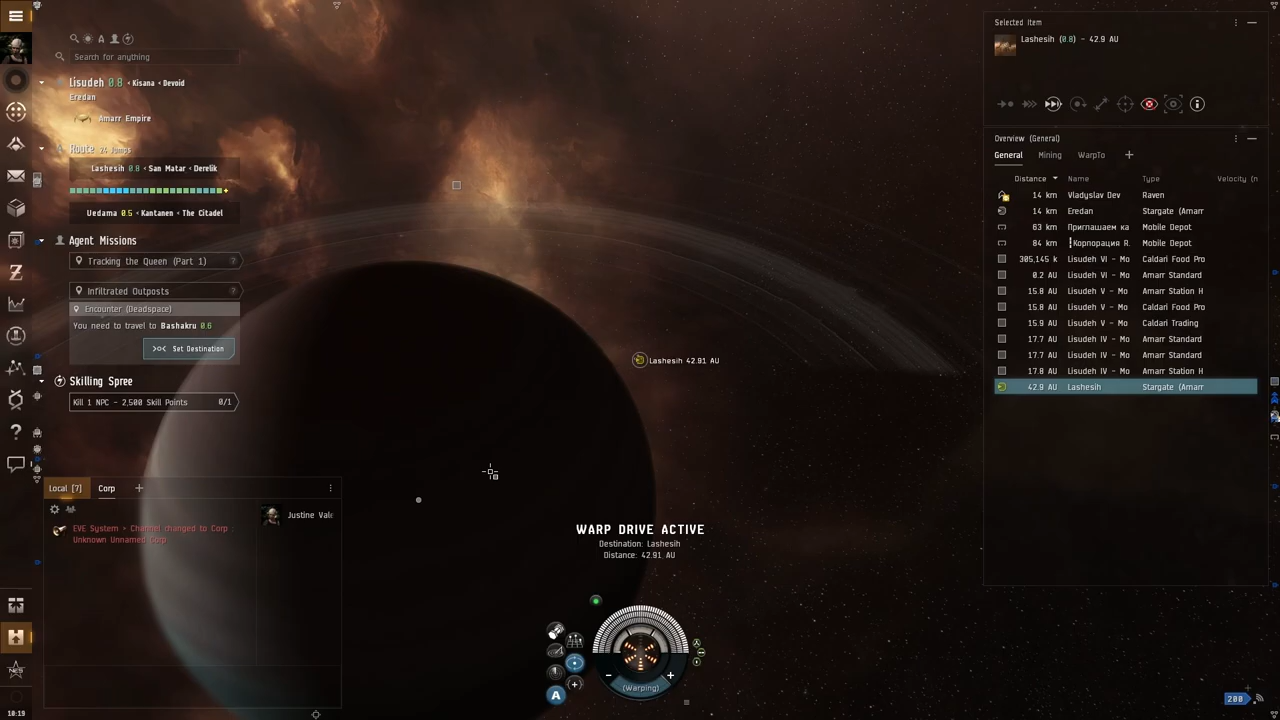 Search for anything
Lisudeh 0.8 < Kisana < Devoid
Eredan
Amarr Empire
Route 24 Jumps
Lashesih 0.8 < San Matar < Derelik
Uedama 0.5 < Kantanen < The Citadel
Agent Missions
Tracking the Queen (Part 1) ?
Infiltrated Outposts ?
Encounter (Deadspace)
You need to travel to Bashakru 0.6
Set Destination
Skilling Spree
Kill 1 NPC - 2,500 Skill Points 0/1
Local [7] Corp
EVE System > Channel changed to Corp :
Unknown Unnamed Corp
Justine Val
Lashesih 42.91 AU
WARP DRIVE ACTIVE
Destination: Lashesih
Distance: 42.91 AU
(Warping)
A
Selected Item
Lashesih (0.8) - 42.9 AU
Overview (General)
General Mining WarpTo
Distance Name Type Velocity (m
14 km Vladyslav Dev Raven
14 km Eredan Stargate (Amarr
63 km Приглашаем ка Mobile Depot
84 km Корпорация R. Mobile Depot
305,145 k Lisudeh VI - Mo Caldari Food Pro
0.2 AU Lisudeh VI - Mo Amarr Standard
15.8 AU Lisudeh V - Mo Amarr Station H
15.8 AU Lisudeh V - Mo Caldari Food Pro
15.9 AU Lisudeh V - Mo Caldari Trading
17.7 AU Lisudeh IV - Mo Amarr Standard
17.7 AU Lisudeh IV - Mo Amarr Standard
17.8 AU Lisudeh IV - Mo Amarr Station H
42.9 AU Lashesih Stargate (Amarr
NES
10:19
200